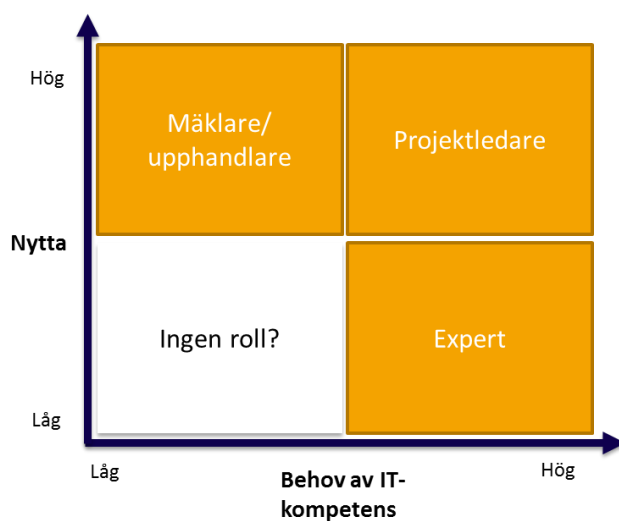 Hög
Mäklare/
upphandlare
Projektledare
Nytta
Ingen roll?
Expert
Låg
Låg
Behov av IT-
kompetens
Hög